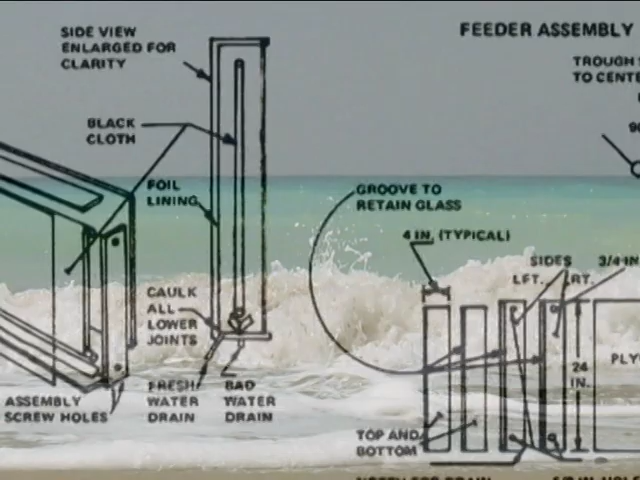 SIDE VIEW
ENLARGED FOR
CLARITY
FEEDER ASSEMBLY
TROUGH
TO CENTE
BLACK
CLOTH
90
FOIL
LINING
GROOVE TO
RETAIN GLASS
4 IN. (TYPICAL)
SIDES
LFT. RT.
3/4 IN
CAULK
ALL
LOWER
JOINTS
24
IN.
PLY
ASSEMBLY
SCREW HOLES
FRESH
WATER
DRAIN
BAD
WATER
DRAIN
TOP AND
BOTTOM